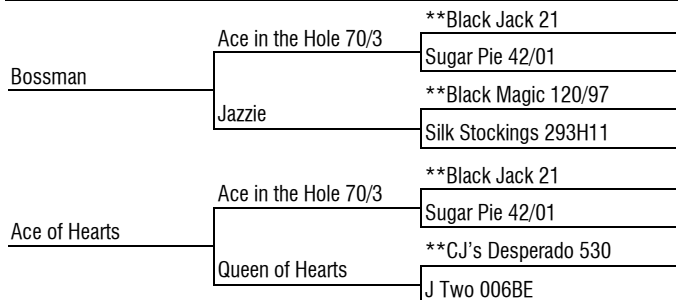 **Black Jack 21
Ace in the Hole 70/3
Sugar Pie 42/01
Bossman
**Black Magic 120/97
Jazzie
Silk Stockings 293H11
**Black Jack 21
Ace in the Hole 70/3
Sugar Pie 42/01
Ace of Hearts
**CJ's Desperado 530
Queen of Hearts
J Two 006BE